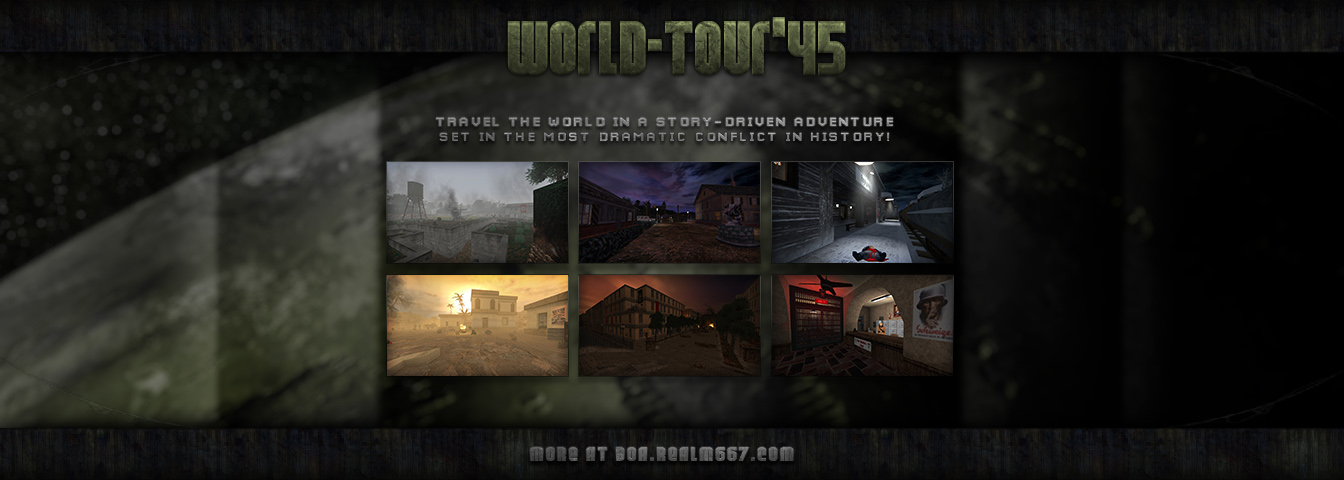 WORLD-TOUR'45
TRAVEL THE WORLD IN A STORY-DRIVEN ADVENTURE
SET IN THE MOST DRAMATIC CONFLICT IN HISTORY!
MORE AT BOA.REALM667.COM